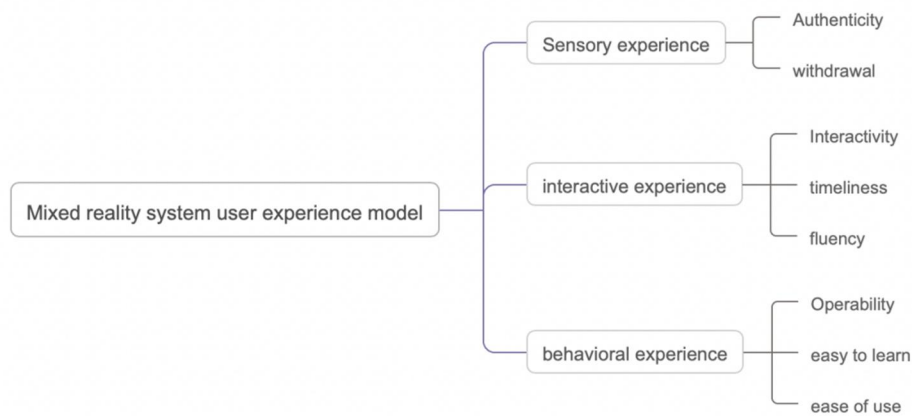 Mixed reality system user experience model
Sensory experience
Authenticity
withdrawal
interactive experience
Interactivity
timeliness
fluency
behavioral experience
Operability
easy to learn
ease of use